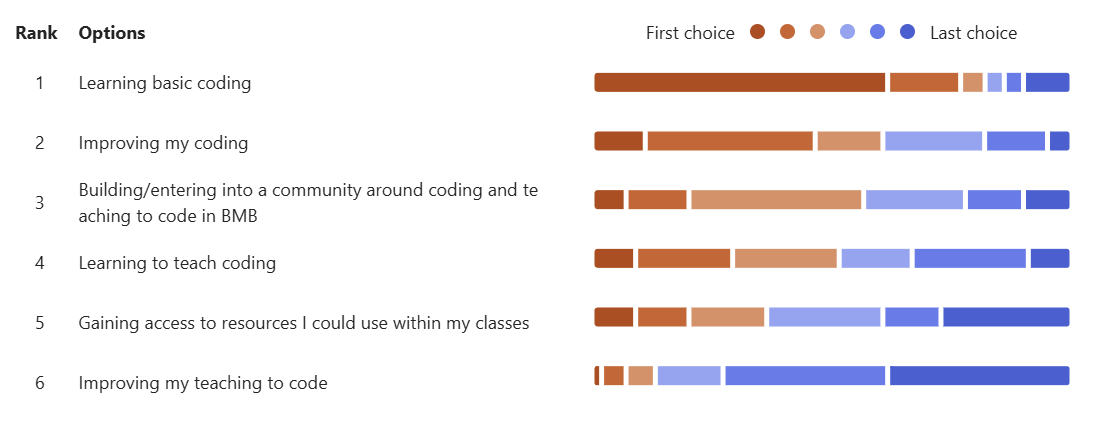 Rank Options First choice Last choice
1 Learning basic coding
2 Improving my coding
3 Building/entering into a community around coding and te
aching to code in BMB
4 Learning to teach coding
5 Gaining access to resources I could use within my classes
6 Improving my teaching to code